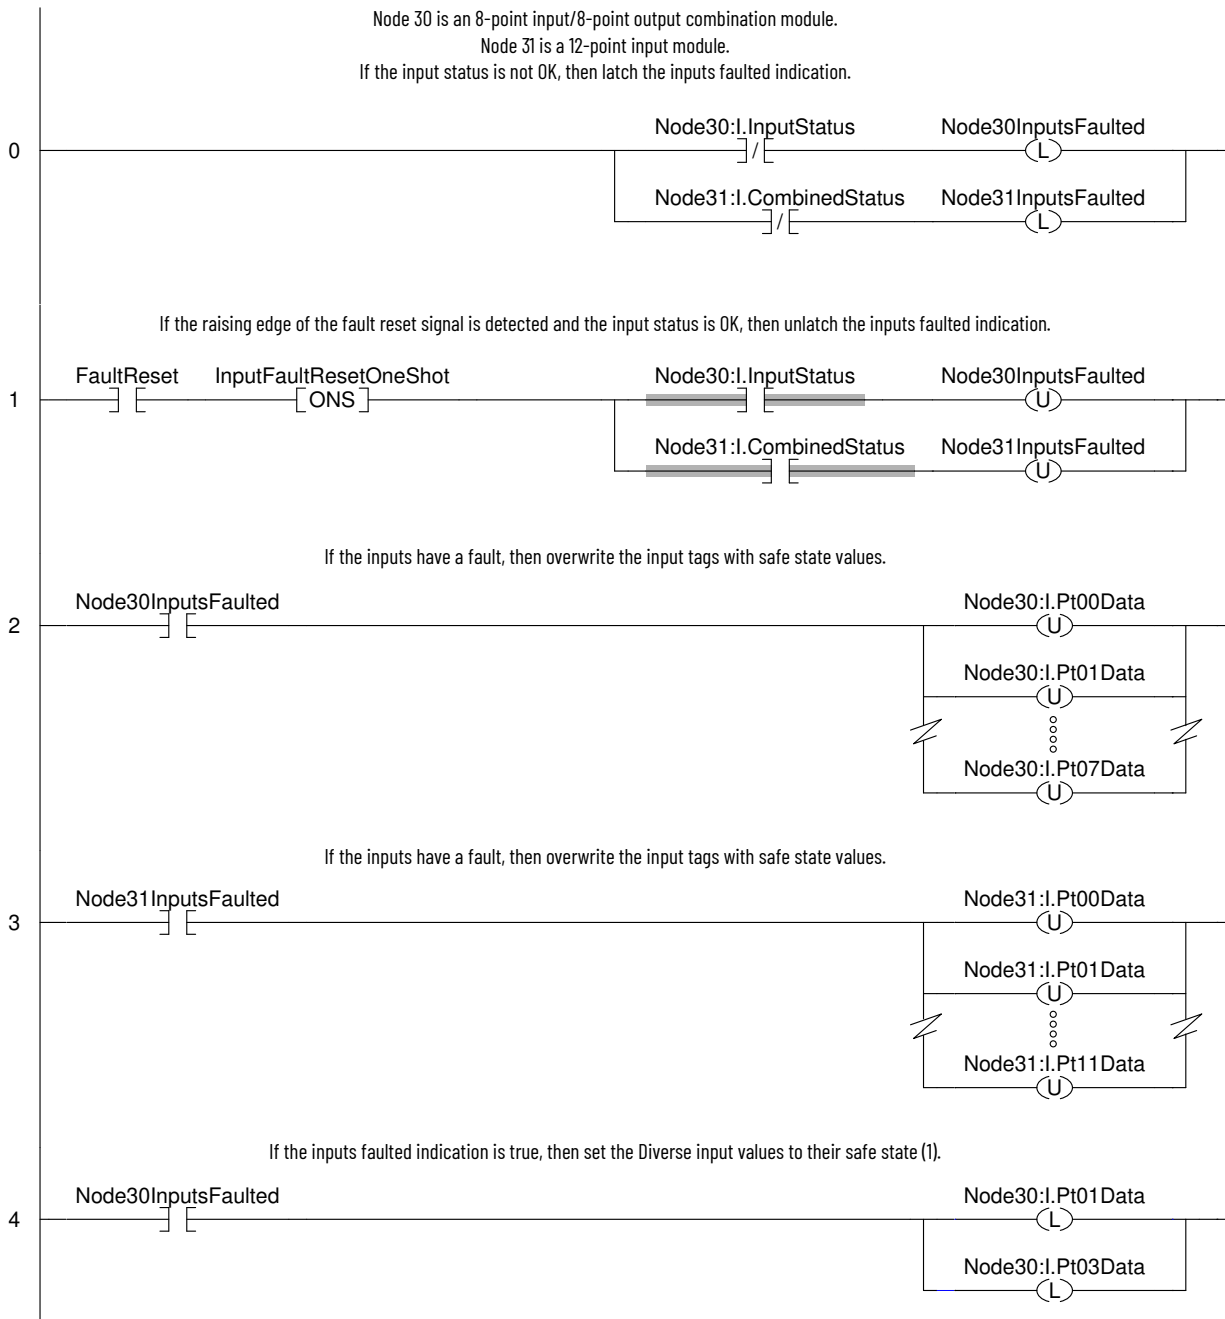 Node 30 is an 8-point input/8-point output combination module.
Node 31 is a 12-point input module.
If the input status is not OK, then latch the inputs faulted indication.
Node30:I.InputStatus Node30InputsFaulted
0 / L
Node31:I.CombinedStatus Node31InputsFaulted
/ L
If the raising edge of the fault reset signal is detected and the input status is OK, then unlatch the inputs faulted indication.
FaultReset InputFaultResetOneShot Node30:I.InputStatus Node30InputsFaulted
1 ONS U
Node31:I.CombinedStatus Node31InputsFaulted
U
If the inputs have a fault, then overwrite the input tags with safe state values.
Node30InputsFaulted Node30:I.Pt00Data
2 U
Node30:I.Pt01Data
U
Node30:I.Pt07Data
U
If the inputs have a fault, then overwrite the input tags with safe state values.
Node31InputsFaulted Node31:I.Pt00Data
3 U
Node31:I.Pt01Data
U
Node31:I.Pt11Data
U
If the inputs faulted indication is true, then set the Diverse input values to their safe state (1).
Node30InputsFaulted Node30:I.Pt01Data
4 L
Node30:I.Pt03Data
L